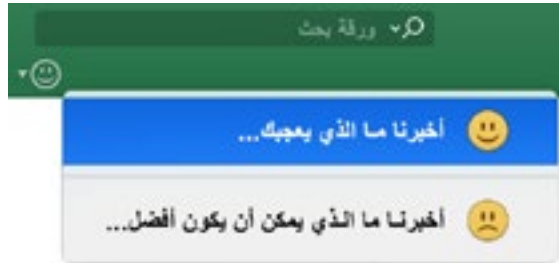 ورقة بحث
أخبرنا ما الذي يعجبك...
أخبرنا ما الذي يمكن أن يكون أفضل...